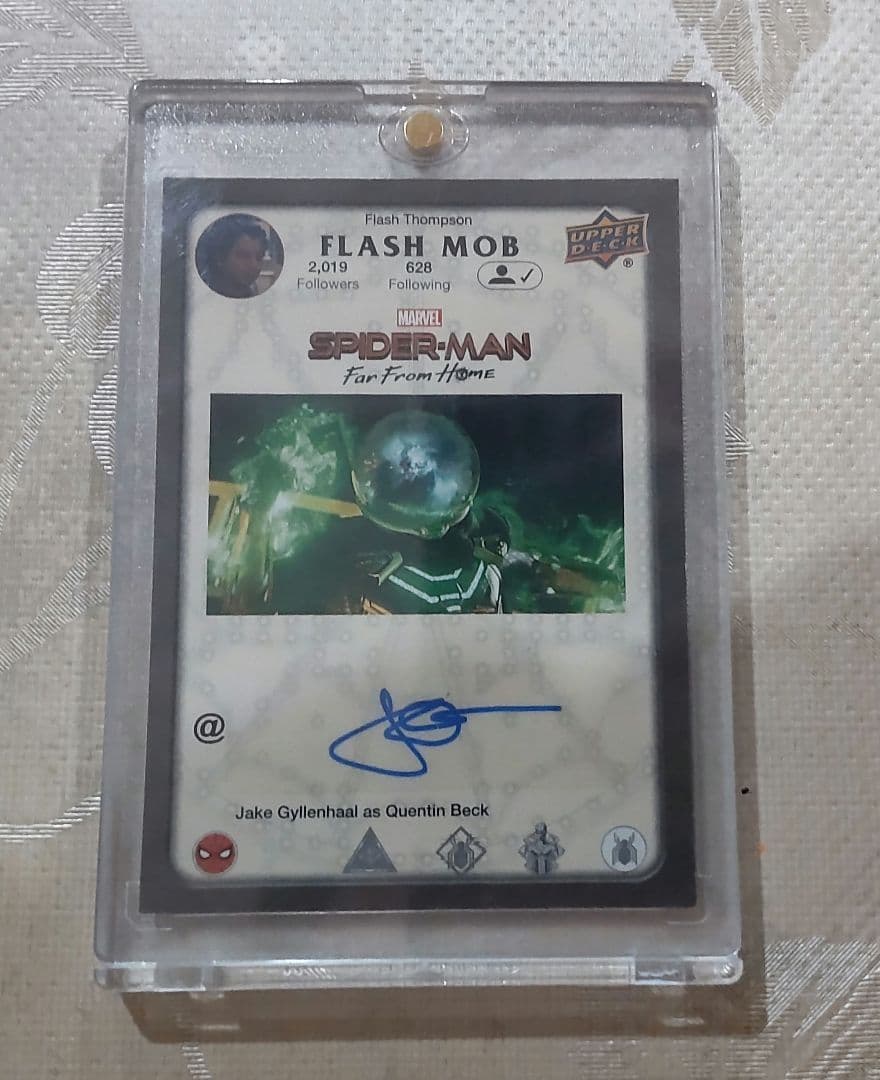 Flash Thompson
FLASH MOB
2,019 628
Followers Following
UPPER
D•E•C•K
®
MARVEL
SPIDER-MAN
Far From Home
@
Jake Gyllenhaal as Quentin Beck